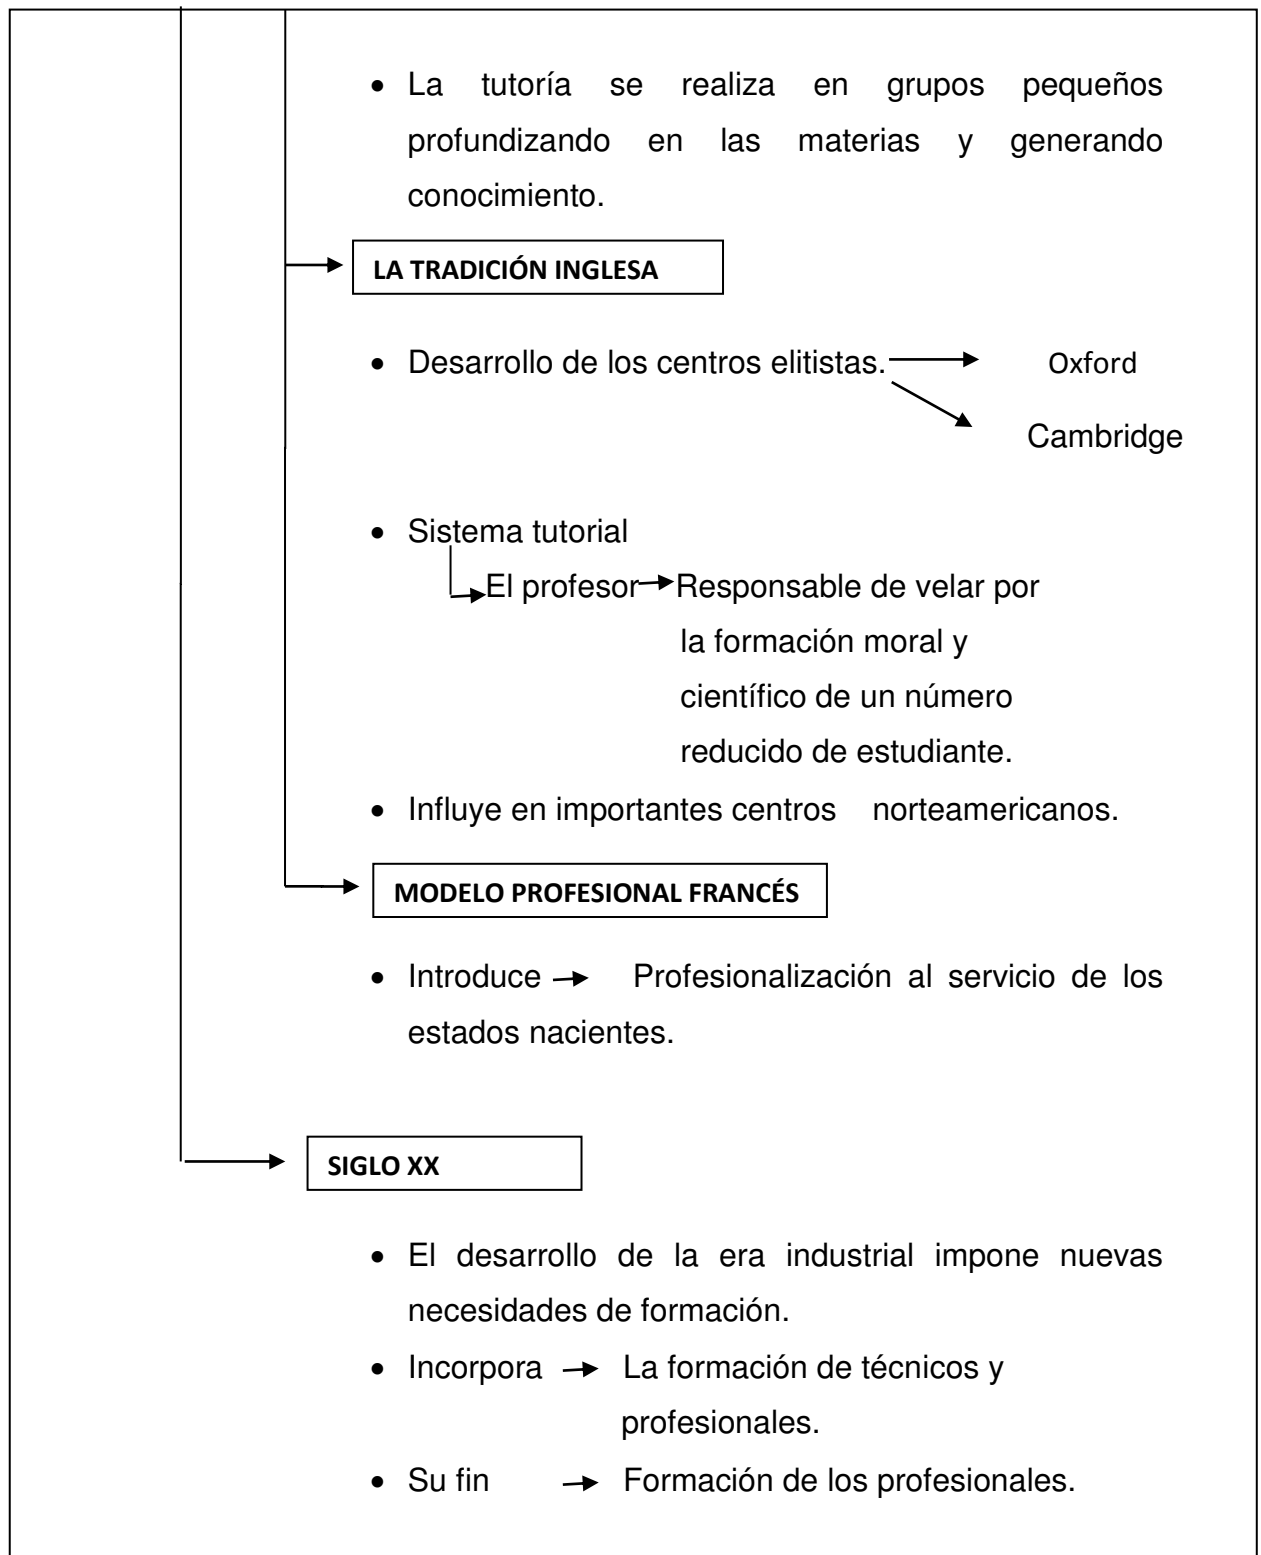 • La tutoría se realiza en grupos pequeños
profundizando en las materias y generando
conocimiento.
LA TRADICIÓN INGLESA
• Desarrollo de los centros elitistas. Oxford
Cambridge
• Sistema tutorial
El profesor Responsable de velar por
la formación moral y
científico de un número
reducido de estudiante.
• Influye en importantes centros norteamericanos.
MODELO PROFESIONAL FRANCÉS
• Introduce Profesionalización al servicio de los
estados nacientes.
SIGLO XX
• El desarrollo de la era industrial impone nuevas
necesidades de formación.
• Incorpora La formación de técnicos y
profesionales.
• Su fin Formación de los profesionales.